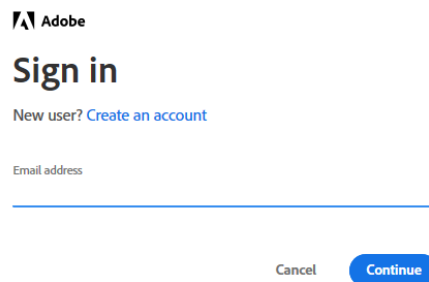 Adobe
Sign in
New user? Create an account
Email address
Cancel Continue